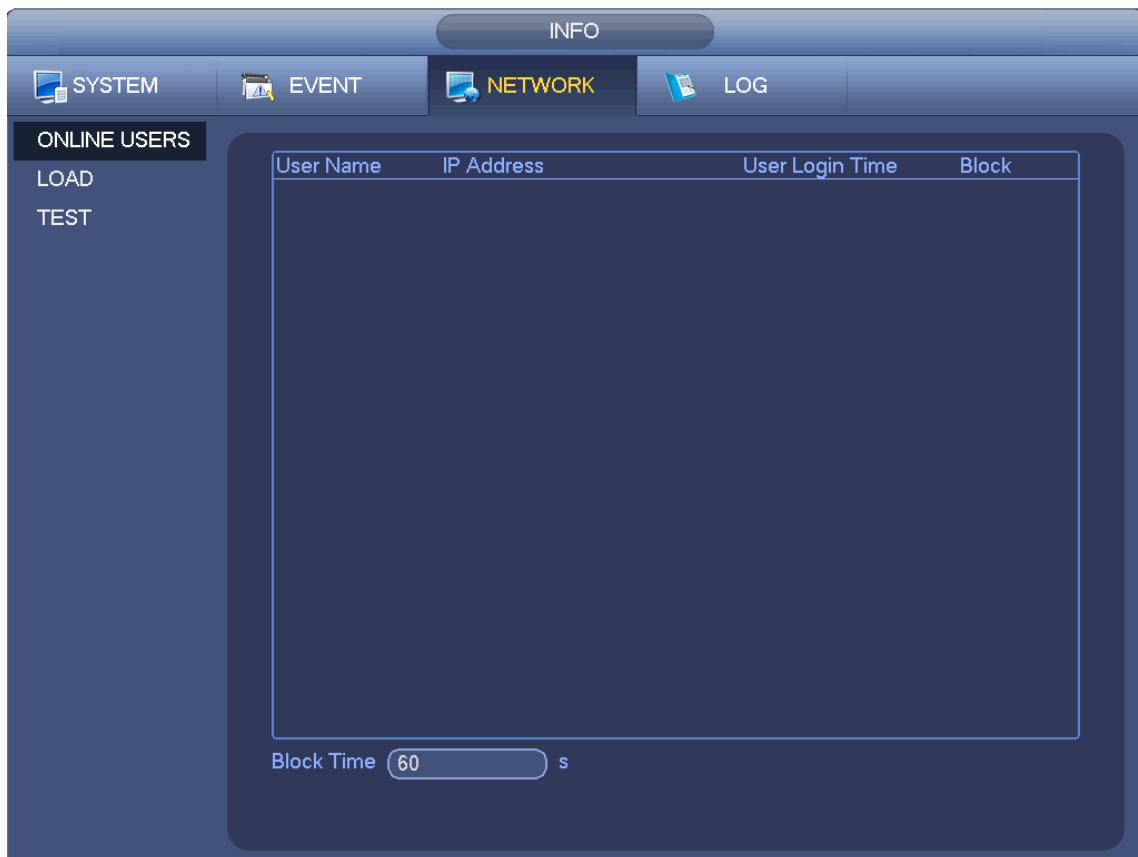 INFO
SYSTEM EVENT NETWORK LOG
ONLINE USERS
LOAD
TEST
User Name IP Address User Login Time Block
Block Time 60 s